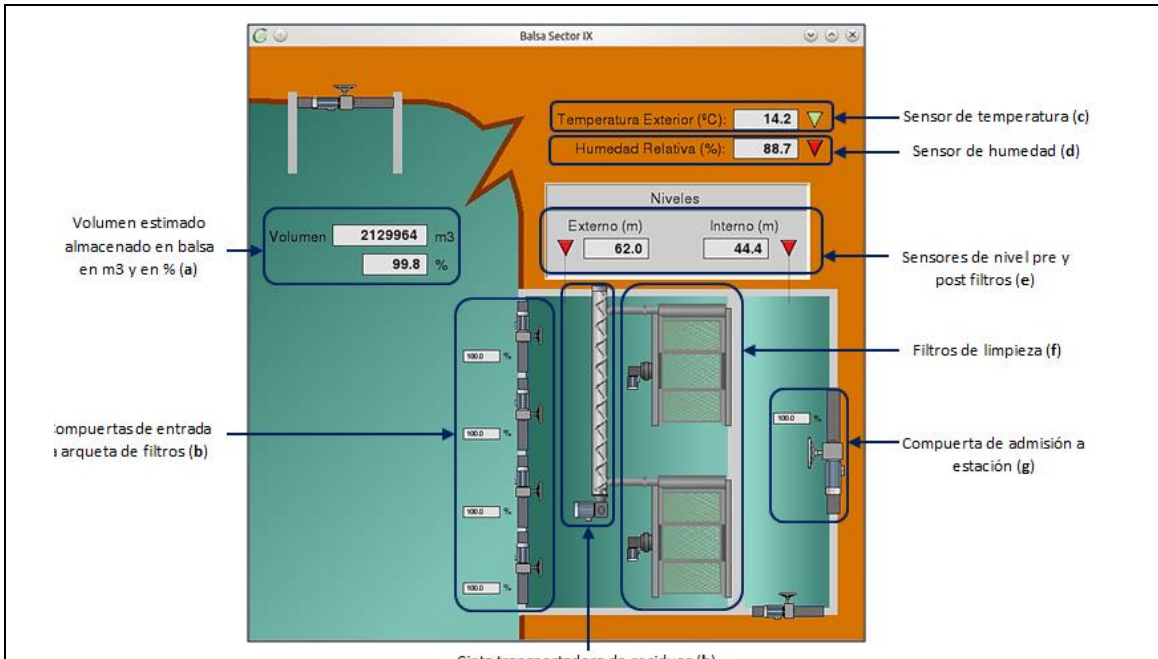 Balsa Sector IX
Temperatura Exterior (ºC): 14.2
Sensor de temperatura (c)
Humedad Relativa (%): 88.7
Sensor de humedad (d)
Niveles
Externo (m)
Interno (m)
62.0
44.4
Sensores de nivel pre y
post filtros (e)
Volumen estimado
almacenado en balsa
en m3 y en % (a)
Volumen 2129964 m3
99.8 %
100.0 %
100.0 %
100.0 %
100.0 %
ompuertas de entrada
a arqueta de filtros (b)
Filtros de limpieza (f)
100.0 %
Compuerta de admisión a
estación (g)